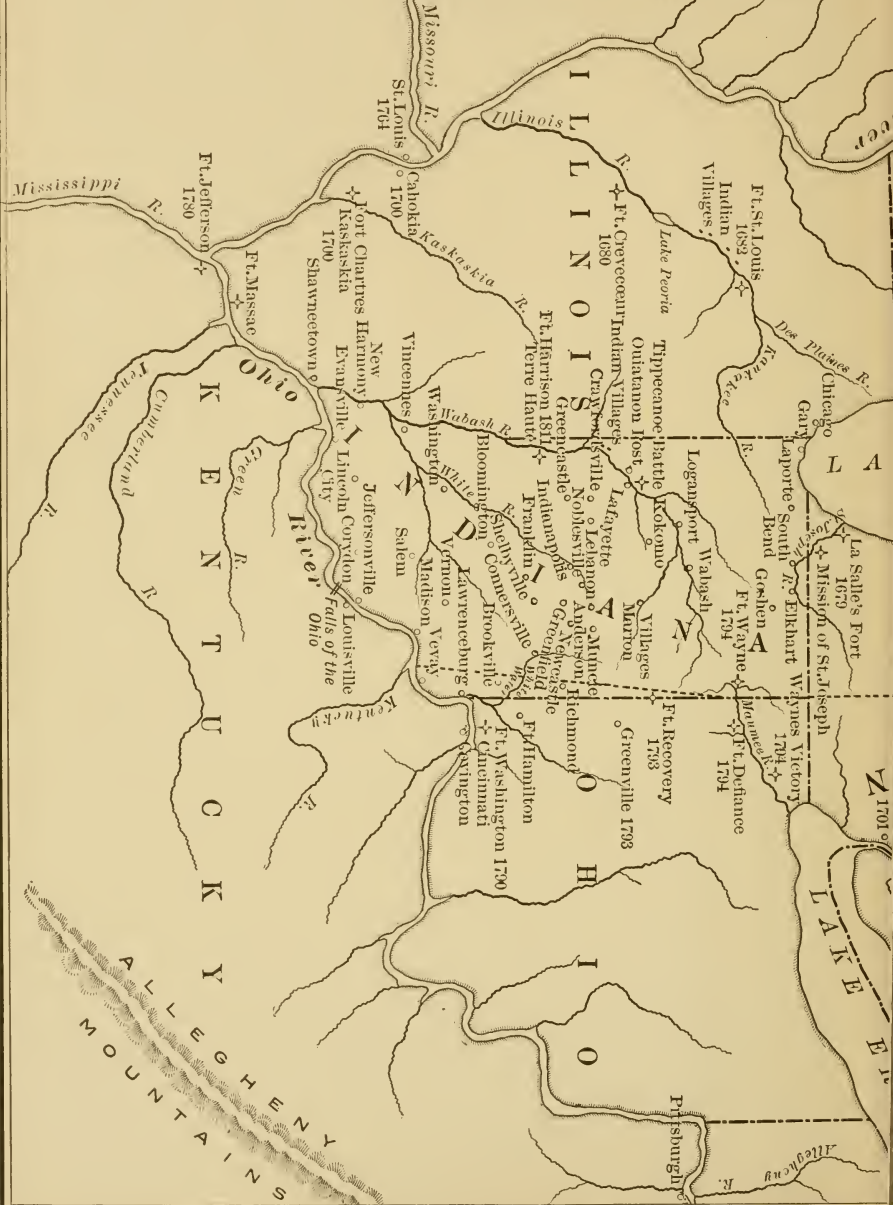 Missouri R.
St. Louis
1764
Cahokia
1700
Ft. Jefferson
1780
Mississippi
R.
Ft. Massac
Fort Chartres
Kaskaskia
1700
Shawneetown
Kaskaskia
R.
Illinois
R.
Ft. Crevecœur
1680
Lake Peoria
Indian
Villages
Ft. St. Louis
1682
Des Plaines R.
Kankakee
R.
Chicago
Gary
Laporte
South
Bend
St. Joseph
R.
La Salle's Fort
1679
Mission of St. Joseph
Elkhart
Goshen
Waynes Victory
1794
Maumee R.
Ft. Wayne
1794
Ft. Defiance
1794
Ft. Recovery
1793
Greenville 1793
Logansport
Wabash
Tippecanoe Battle
Kokomo
Villages
Marion
Ouiatanon Post
Indian Villages
Lafayette
Crawfordsville
Lebanon
Muncie
Anderson
Noblesville
Greencastle
Newcastle
Greenfield
Richmond
Indianapolis
Ft. Harrison 1811
Terre Haute
Franklin
Connersville
Shelbyville
Bloomington
Brookville
White
Water
Ft. Hamilton
Ft. Washington 1790
Cincinnati
Covington
Lawrenceburg
Vevay
Madison
Vernon
White
R.
Wabash R.
Washington
Vincennes
Salem
New
Harmony
Evansville
Lincoln
City
Corydon
Jeffersonville
Louisville
Falls of the
Ohio
Ohio
River
Green
R.
Kentucky
R.
Cumberland
R.
Tennessee
R.
Pittsburgh
Allegheny
R.
1701
ILLINOIS
INDIANA
OHIO
KENTUCKY
LAKE
ALLEGHENY
MOUNTAINS